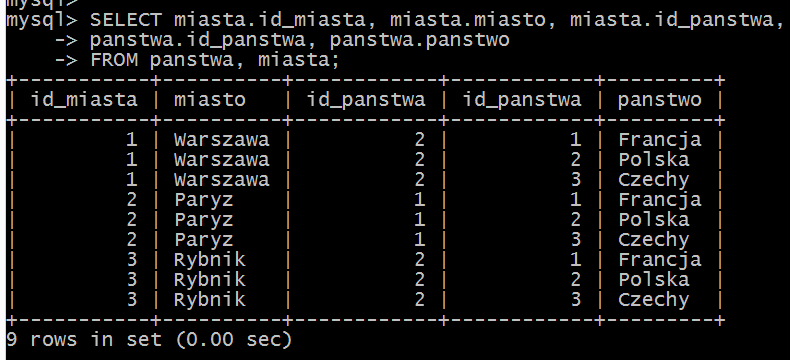 mysql>
mysql> SELECT miasta.id_miasta, miasta.miasto, miasta.id_panstwa,
    -> panstwa.id_panstwa, panstwa.panstwo
    -> FROM panstwa, miasta;
+-----------+----------+------------+------------+---------+
| id_miasta | miasto   | id_panstwa | id_panstwa | panstwo |
+-----------+----------+------------+------------+---------+
|         1 | Warszawa |          2 |          1 | Francja |
|         1 | Warszawa |          2 |          2 | Polska  |
|         1 | Warszawa |          2 |          3 | Czechy  |
|         2 | Paryz    |          1 |          1 | Francja |
|         2 | Paryz    |          1 |          2 | Polska  |
|         2 | Paryz    |          1 |          3 | Czechy  |
|         3 | Rybnik   |          2 |          1 | Francja |
|         3 | Rybnik   |          2 |          2 | Polska  |
|         3 | Rybnik   |          2 |          3 | Czechy  |
+-----------+----------+------------+------------+---------+
9 rows in set (0.00 sec)